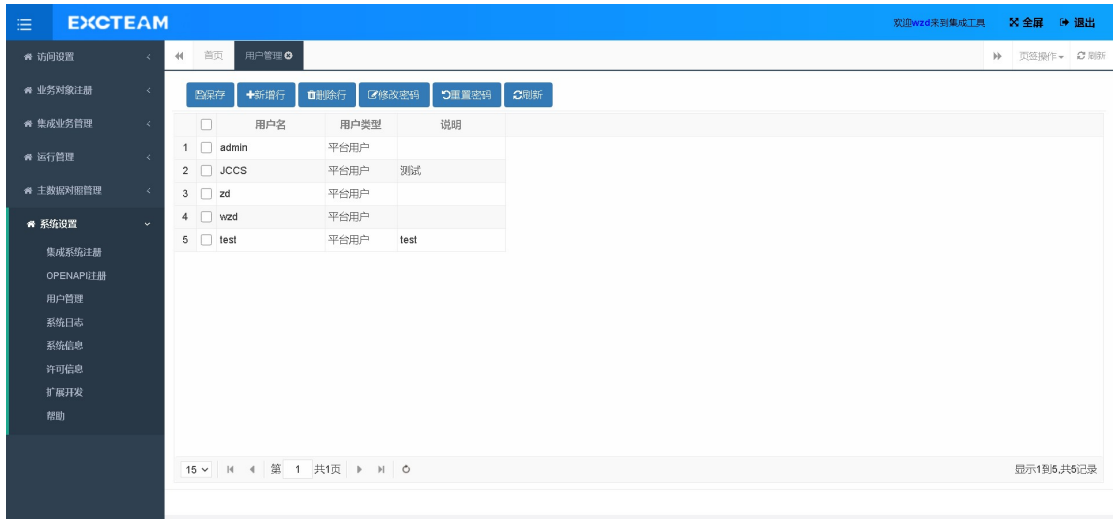 EXCTEAM
欢迎wzd来到集成工具 全屏 退出
访问设置
业务对象注册
集成业务管理
运行管理
主数据对照管理
系统设置
集成系统注册
OPENAPI注册
用户管理
系统日志
系统信息
许可信息
扩展开发
帮助
首页 用户管理 页签操作 刷新
保存 新增行 删除行 修改密码 重置密码 刷新
用户名 用户类型 说明
1 admin 平台用户
2 JCCS 平台用户 测试
3 zd 平台用户
4 wzd 平台用户
5 test 平台用户 test
15 第 1 共1页 显示1到5,共5记录